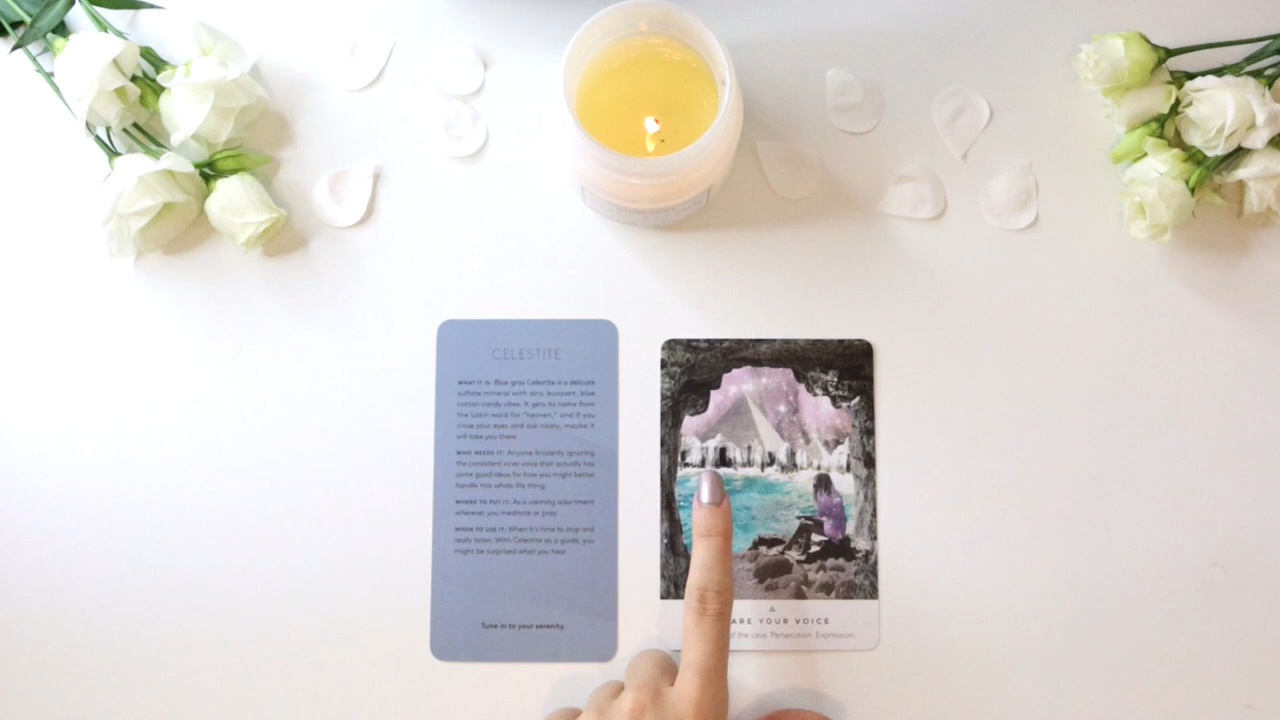 CELESTITE
WHAT IT IS: Blue-gray Celestite is a delicate
sulfate mineral with airy, buoyant, blue
cotton candy vibes. It gets its name from
the Latin word for "heaven," and if you
close your eyes and ask nicely, maybe it
will take you there.
WHO NEEDS IT: Anyone brazenly ignoring
the consistent inner voice that actually has
some good ideas for how you might better
handle this whole life thing.
WHERE TO PUT IT: As a calming adornment
wherever you meditate or pray.
WHEN TO USE IT: When it's time to stop and
really listen. With Celestite as a guide, you
might be surprised what you hear.
Tune in to your serenity.
ARE YOUR VOICE
of the cave. Persecution. Expression.